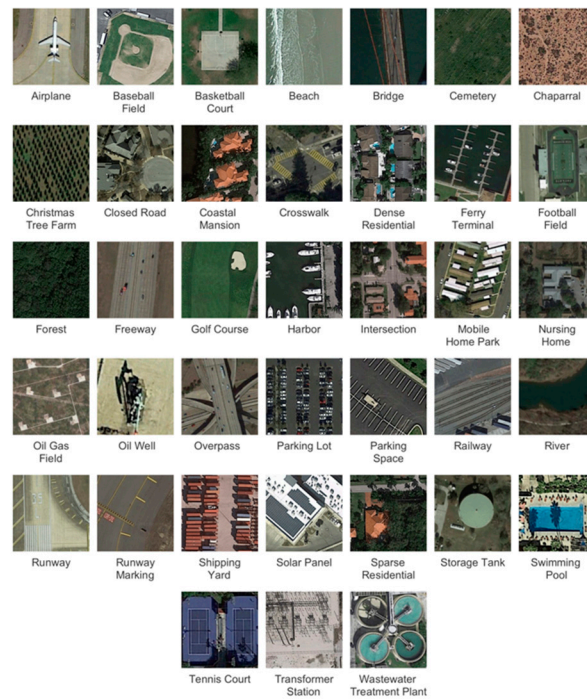 Airplane
Baseball
Field
Basketball
Court
Beach
Bridge
Cemetery
Chaparral
Christmas
Tree Farm
Closed Road
Coastal
Mansion
Crosswalk
Dense
Residential
Ferry
Terminal
Football
Field
Forest
Freeway
Golf Course
Harbor
Intersection
Mobile
Home Park
Nursing
Home
Oil Gas
Field
Oil Well
Overpass
Parking Lot
Parking
Space
Railway
River
Runway
Runway
Marking
Shipping
Yard
Solar Panel
Sparse
Residential
Storage Tank
Swimming
Pool
Tennis Court
Transformer
Station
Wastewater
Treatment Plant